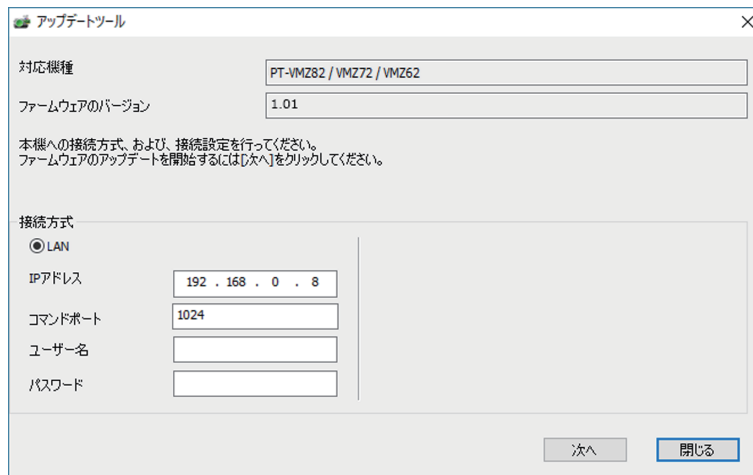 アップデートツール
対応機種
PT-VMZ82 / VMZ72 / VMZ62
ファームウェアのバージョン
1.01
本機への接続方式、および、接続設定を行ってください。
ファームウェアのアップデートを開始するには[次へ]をクリックしてください。
接続方式
LAN
IPアドレス
192 . 168 . 0 . 8
コマンドポート
1024
ユーザー名
パスワード
次へ
閉じる